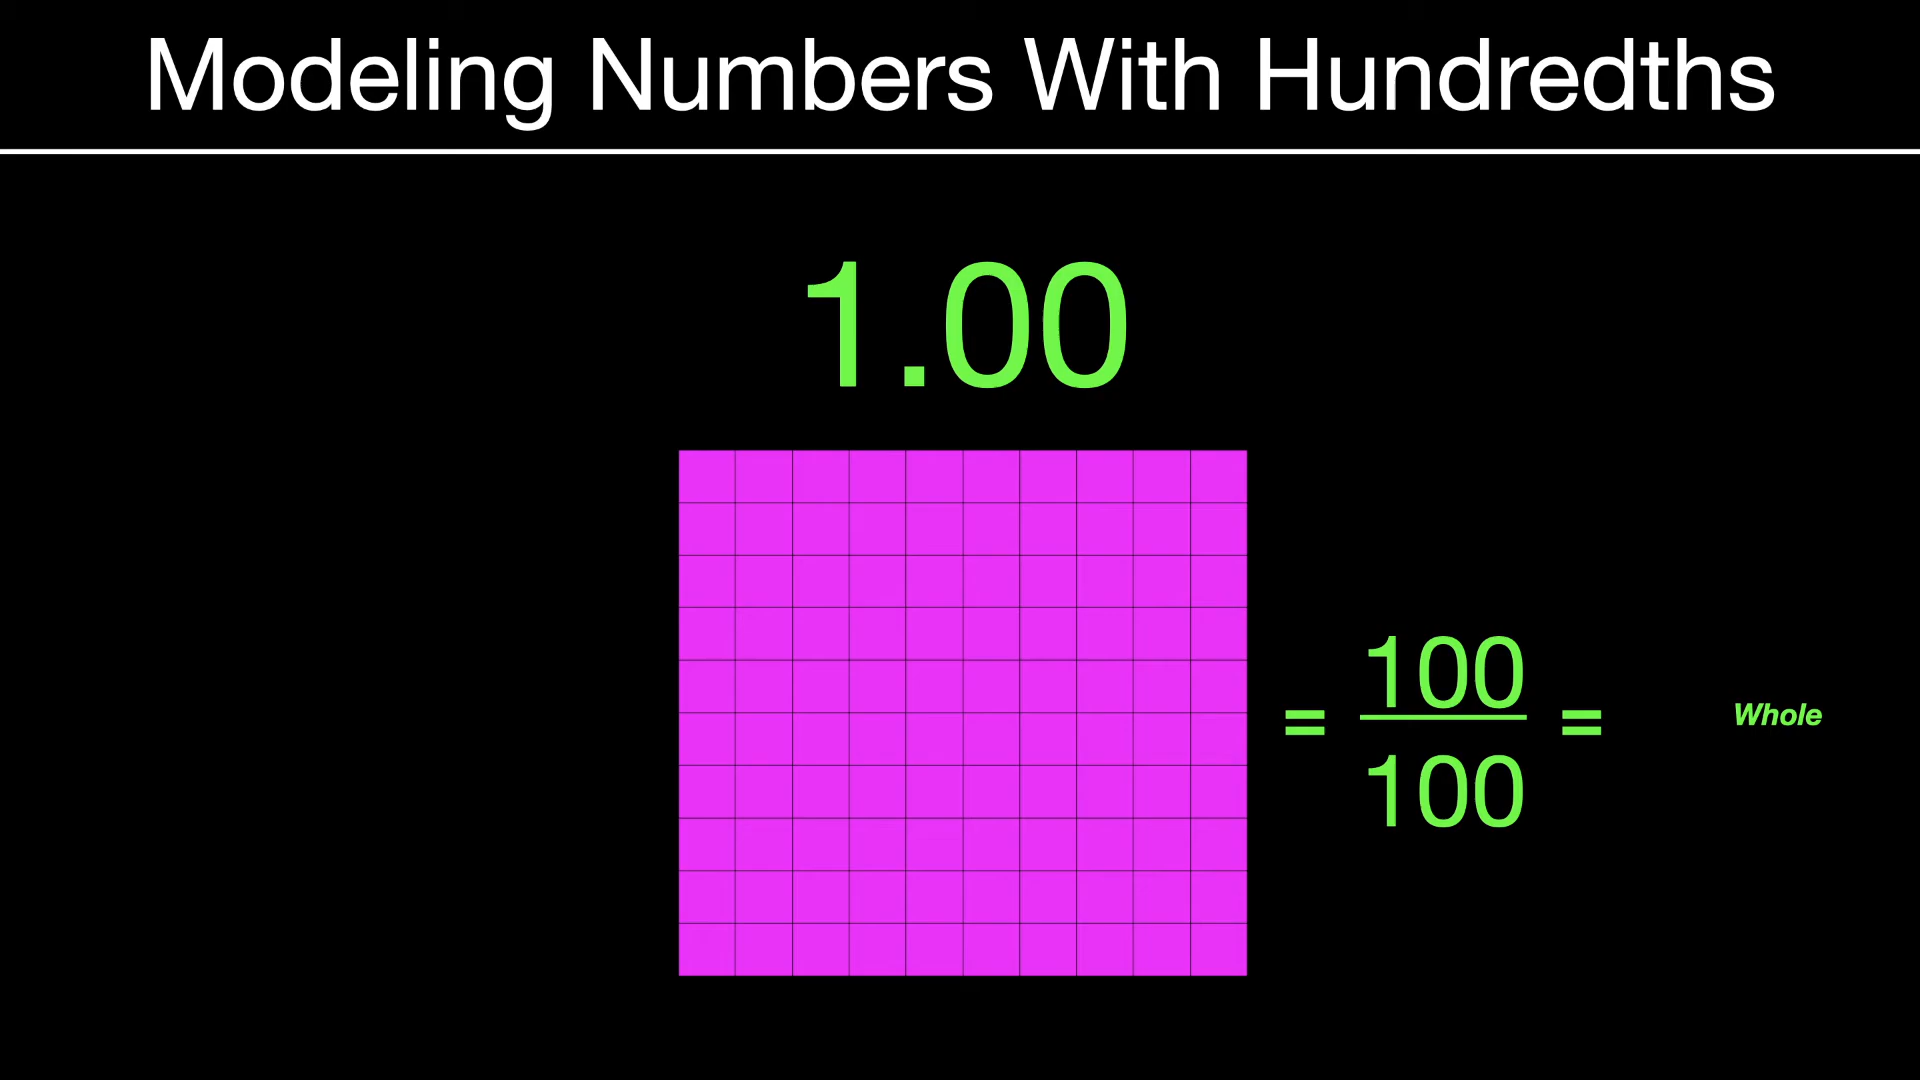 Modeling Numbers With Hundredths
1.00
= 100/100 = Whole